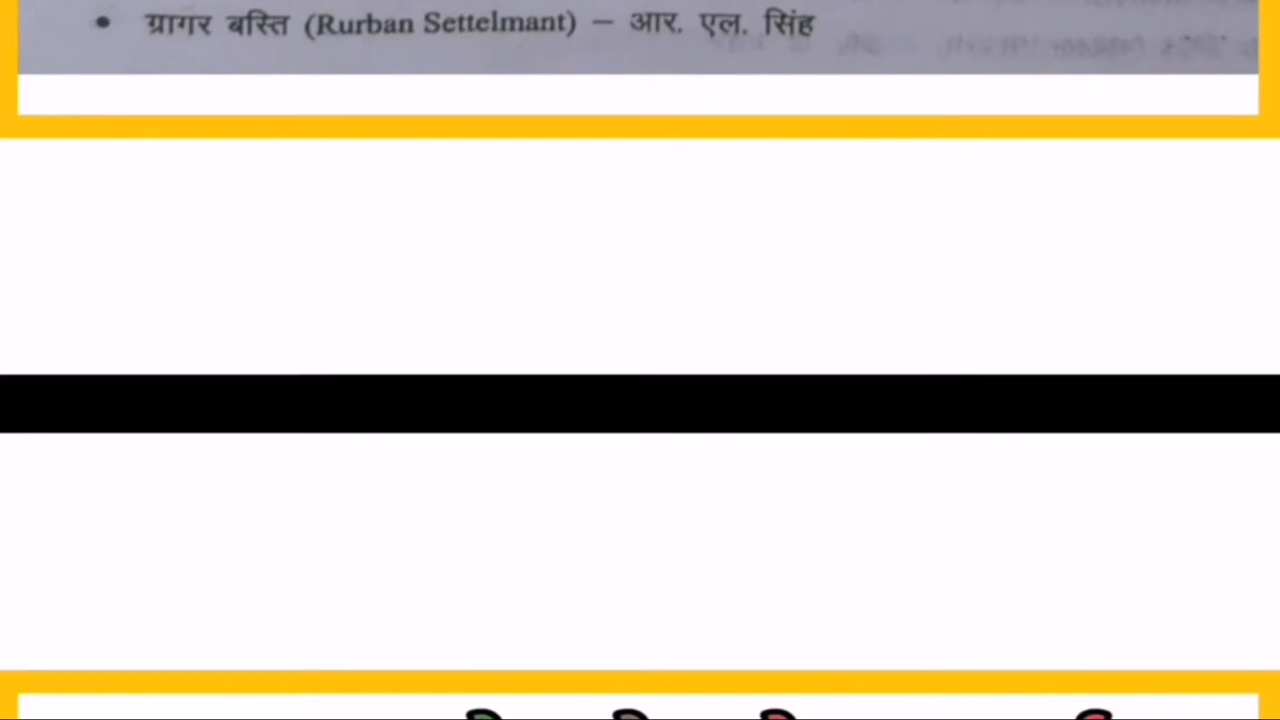 • ग्रागर बस्ति (Rurban Settelmant) – आर. एल. सिंह